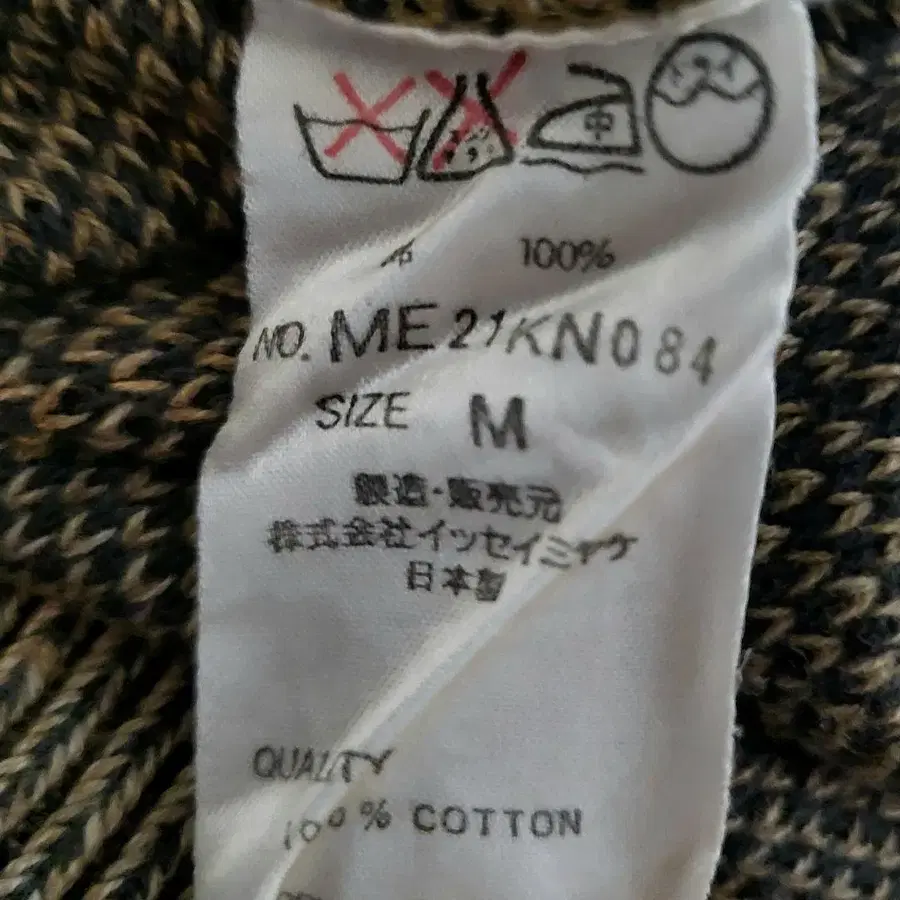 中
100%
NO. ME21KN084
SIZE M
製造·販売元
株式会社イッセイミヤケ
日本製
QUALITY
100% COTTON